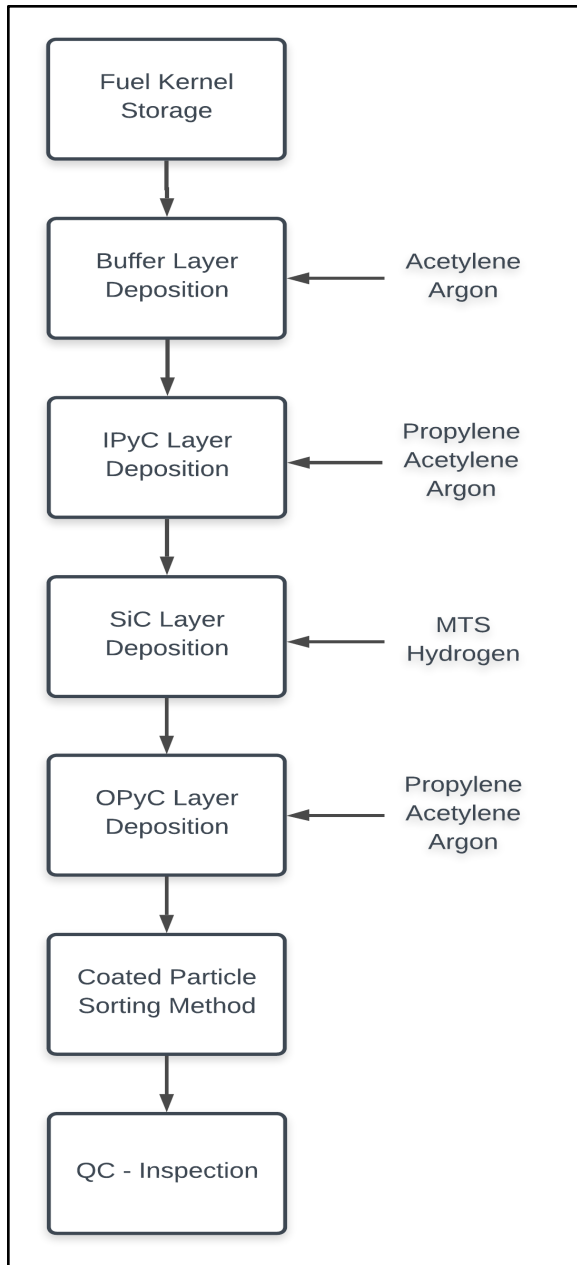 Fuel Kernel
Storage
Buffer Layer
Deposition
Acetylene
Argon
IPyC Layer
Deposition
Propylene
Acetylene
Argon
SiC Layer
Deposition
MTS
Hydrogen
OPyC Layer
Deposition
Propylene
Acetylene
Argon
Coated Particle
Sorting Method
QC - Inspection